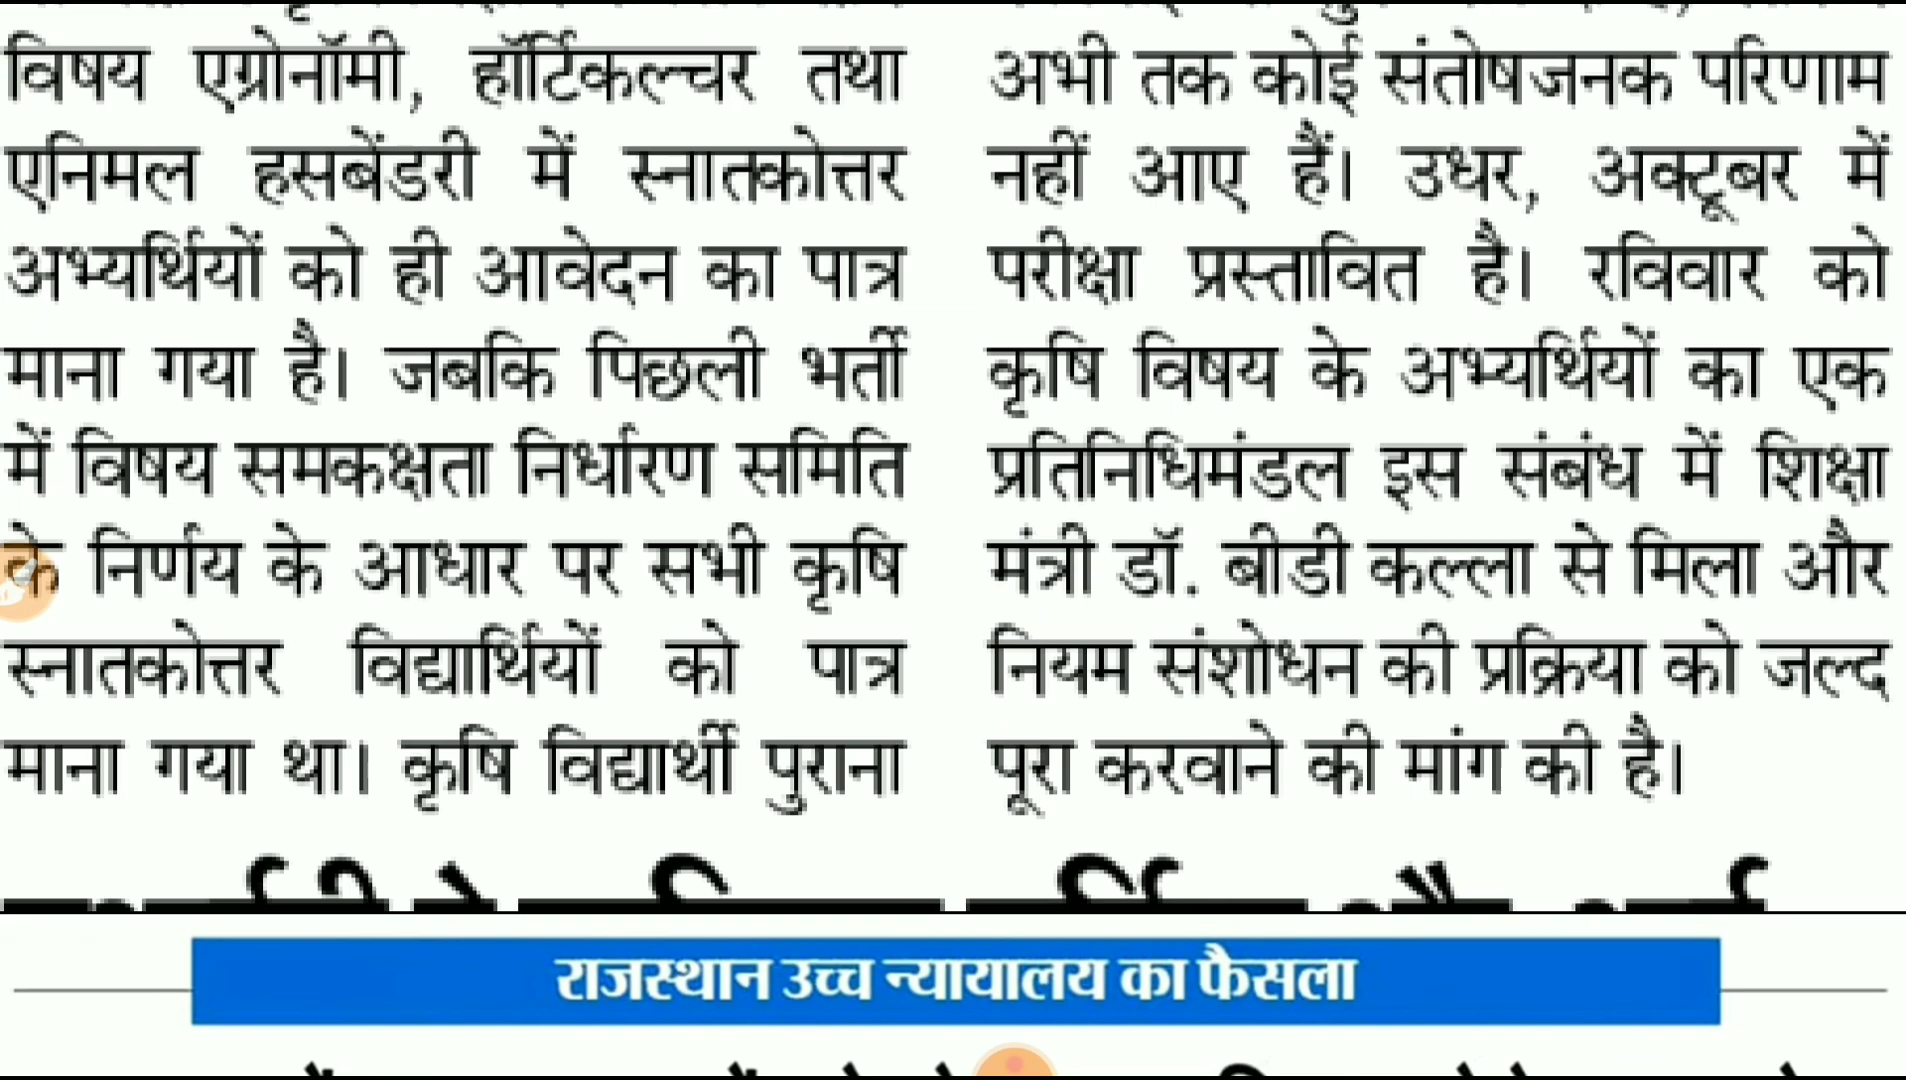 विषय एग्रोनॉमी, हॉर्टिकल्चर तथा
एनिमल हसबेंडरी में स्नातकोत्तर
अभ्यर्थियों को ही आवेदन का पात्र
माना गया है। जबकि पिछली भर्ती
में विषय समकक्षता निर्धारण समिति
के निर्णय के आधार पर सभी कृषि
स्नातकोत्तर विद्यार्थियों को पात्र
माना गया था। कृषि विद्यार्थी पुराना
अभी तक कोई संतोषजनक परिणाम
नहीं आए हैं। उधर, अक्टूबर में
परीक्षा प्रस्तावित है। रविवार को
कृषि विषय के अभ्यर्थियों का एक
प्रतिनिधिमंडल इस संबंध में शिक्षा
मंत्री डॉ. बीडी कल्ला से मिला और
नियम संशोधन की प्रक्रिया को जल्द
पूरा करवाने की मांग की है।
राजस्थान उच्च न्यायालय का फैसला